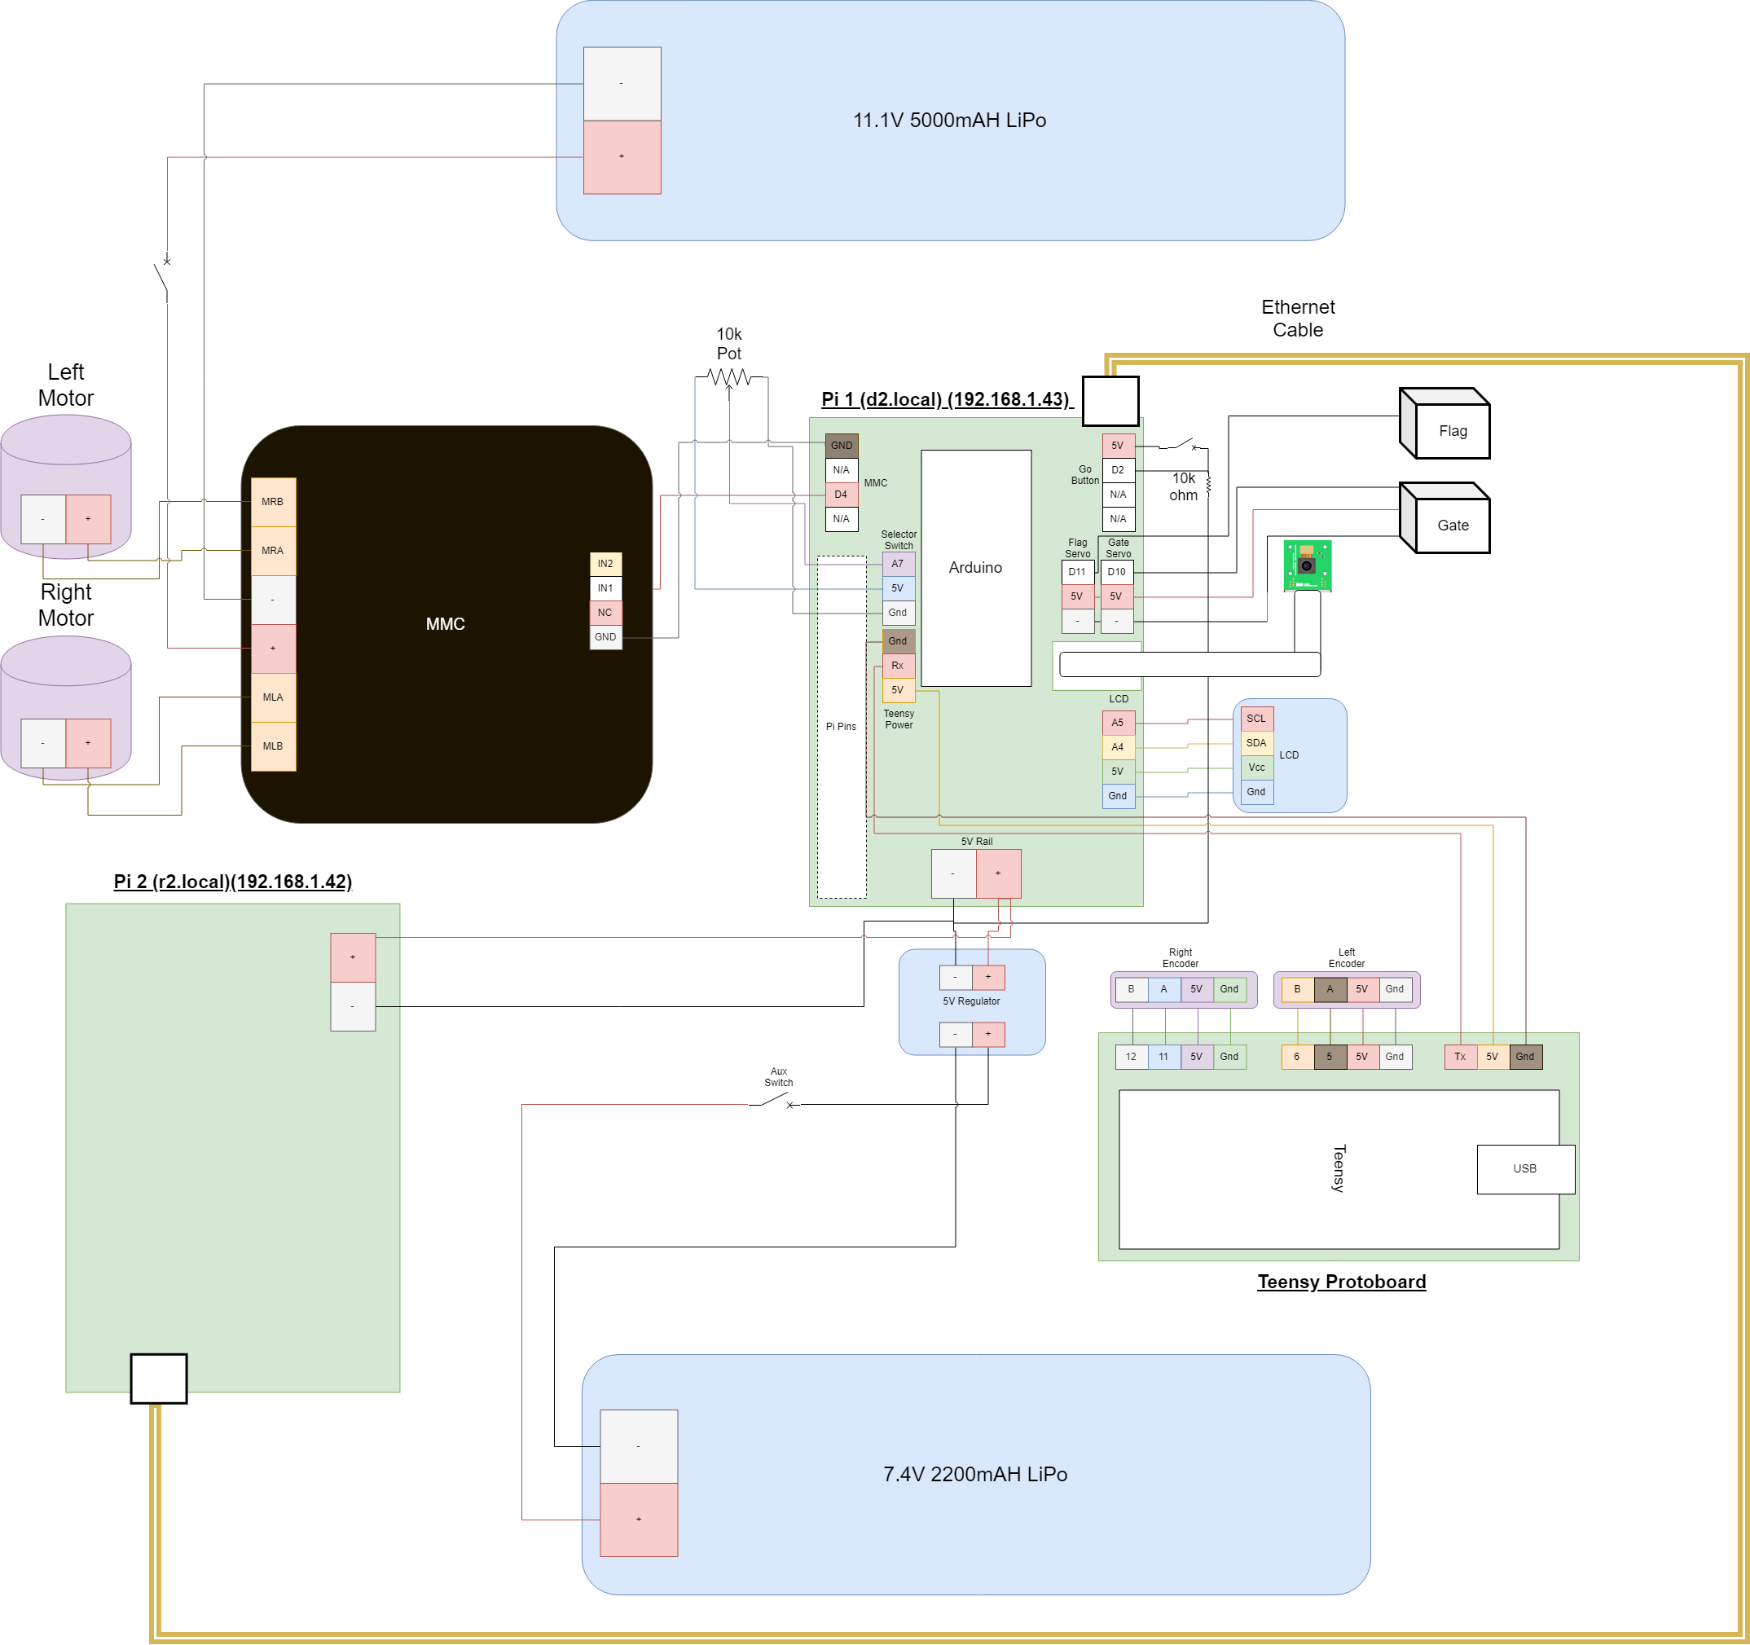 -
11.1V 5000mAH LiPo
+
Ethernet
Cable
10k
Pot
Left
Motor
- +
Pi 1 (d2.local) (192.168.1.43)
GND
N/A
D4
N/A
MMC
5V
D2
N/A
N/A
Go
Button
10k
ohm
Flag
Gate
MRB
MRA
-
+
MLA
MLB
MMC
IN2
IN1
NC
GND
Right
Motor
- +
Selector
Switch
A7
5V
Gnd
Gnd
Rx
5V
Teensy
Power
Arduino
Flag
Servo
D11
5V
-
Gate
Servo
D10
5V
-
Pi Pins
LCD
A5
A4
5V
Gnd
SCL
SDA
Vcc
Gnd
LCD
5V Rail
- +
Pi 2 (r2.local)(192.168.1.42)
+
-
- +
5V Regulator
- +
Aux
Switch
Right
Encoder
B A 5V Gnd
Left
Encoder
B A 5V Gnd
12 11 5V Gnd
6 5 5V Gnd
Tx 5V Gnd
Teensy
USB
Teensy Protoboard
-
7.4V 2200mAH LiPo
+